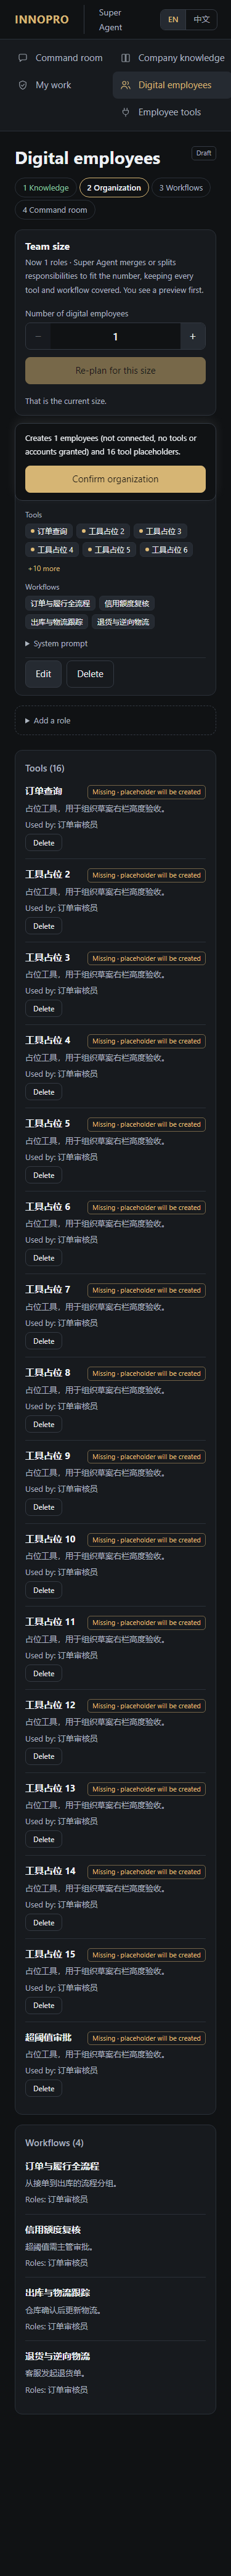 INNOPRO
Super Agent
EN
中文
Command room
Company knowledge
My work
Digital employees
Employee tools
Digital employees
Draft
1 Knowledge
2 Organization
3 Workflows
4 Command room
Team size
Now 1 roles · Super Agent merges or splits
responsibilities to fit the number, keeping every
tool and workflow covered. You see a preview first.
Number of digital employees
− 1 +
Re-plan for this size
That is the current size.
Creates 1 employees (not connected, no tools or
accounts granted) and 16 tool placeholders.
Confirm organization
Tools
订单查询
工具占位 2
工具占位 3
工具占位 4
工具占位 5
工具占位 6
+10 more
Workflows
订单与履行全流程
信用额度复核
出库与物流跟踪
退货与逆向物流
System prompt
Edit
Delete
Add a role
Tools (16)
订单查询
Missing · placeholder will be created
占位工具，用于组织草案右栏高度验收。
Used by: 订单审核员
Delete
工具占位 2
Missing · placeholder will be created
占位工具，用于组织草案右栏高度验收。
Used by: 订单审核员
Delete
工具占位 3
Missing · placeholder will be created
占位工具，用于组织草案右栏高度验收。
Used by: 订单审核员
Delete
工具占位 4
Missing · placeholder will be created
占位工具，用于组织草案右栏高度验收。
Used by: 订单审核员
Delete
工具占位 5
Missing · placeholder will be created
占位工具，用于组织草案右栏高度验收。
Used by: 订单审核员
Delete
工具占位 6
Missing · placeholder will be created
占位工具，用于组织草案右栏高度验收。
Used by: 订单审核员
Delete
工具占位 7
Missing · placeholder will be created
占位工具，用于组织草案右栏高度验收。
Used by: 订单审核员
Delete
工具占位 8
Missing · placeholder will be created
占位工具，用于组织草案右栏高度验收。
Used by: 订单审核员
Delete
工具占位 9
Missing · placeholder will be created
占位工具，用于组织草案右栏高度验收。
Used by: 订单审核员
Delete
工具占位 10
Missing · placeholder will be created
占位工具，用于组织草案右栏高度验收。
Used by: 订单审核员
Delete
工具占位 11
Missing · placeholder will be created
占位工具，用于组织草案右栏高度验收。
Used by: 订单审核员
Delete
工具占位 12
Missing · placeholder will be created
占位工具，用于组织草案右栏高度验收。
Used by: 订单审核员
Delete
工具占位 13
Missing · placeholder will be created
占位工具，用于组织草案右栏高度验收。
Used by: 订单审核员
Delete
工具占位 14
Missing · placeholder will be created
占位工具，用于组织草案右栏高度验收。
Used by: 订单审核员
Delete
工具占位 15
Missing · placeholder will be created
占位工具，用于组织草案右栏高度验收。
Used by: 订单审核员
Delete
超阈值审批
Missing · placeholder will be created
占位工具，用于组织草案右栏高度验收。
Used by: 订单审核员
Delete
Workflows (4)
订单与履行全流程
从接单到出库的流程分组。
Roles: 订单审核员
信用额度复核
超阈值需主管审批。
Roles: 订单审核员
出库与物流跟踪
仓库确认后更新物流。
Roles: 订单审核员
退货与逆向物流
客服发起退货单。
Roles: 订单审核员